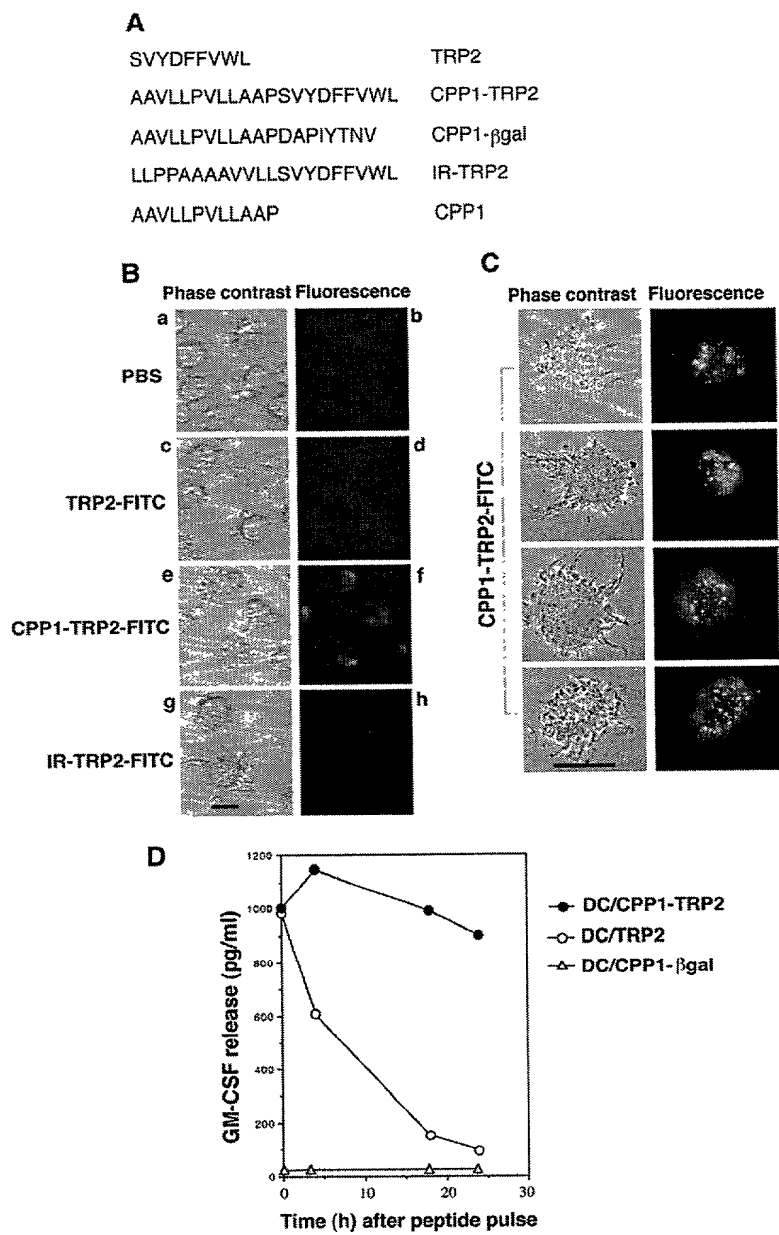 A
SVYDFFVWL TRP2
AAVLLPVLLAAPSVYDFFVWL CPP1-TRP2
AAVLLPVLLAAPDAPIYTNV CPP1-βgal
LLPPAAAAVVLLSVYDFFVWL IR-TRP2
AAVLLPVLLAAP CPP1
B
Phase contrast Fluorescence
a b
PBS
c d
TRP2-FITC
e f
CPP1-TRP2-FITC
g h
IR-TRP2-FITC
C
Phase contrast Fluorescence
CPP1-TRP2-FITC
D
GM-CSF release (pg/ml)
1200
1000
800
600
400
200
0
0 10 20 30
Time (h) after peptide pulse
DC/CPP1-TRP2
DC/TRP2
DC/CPP1-βgal